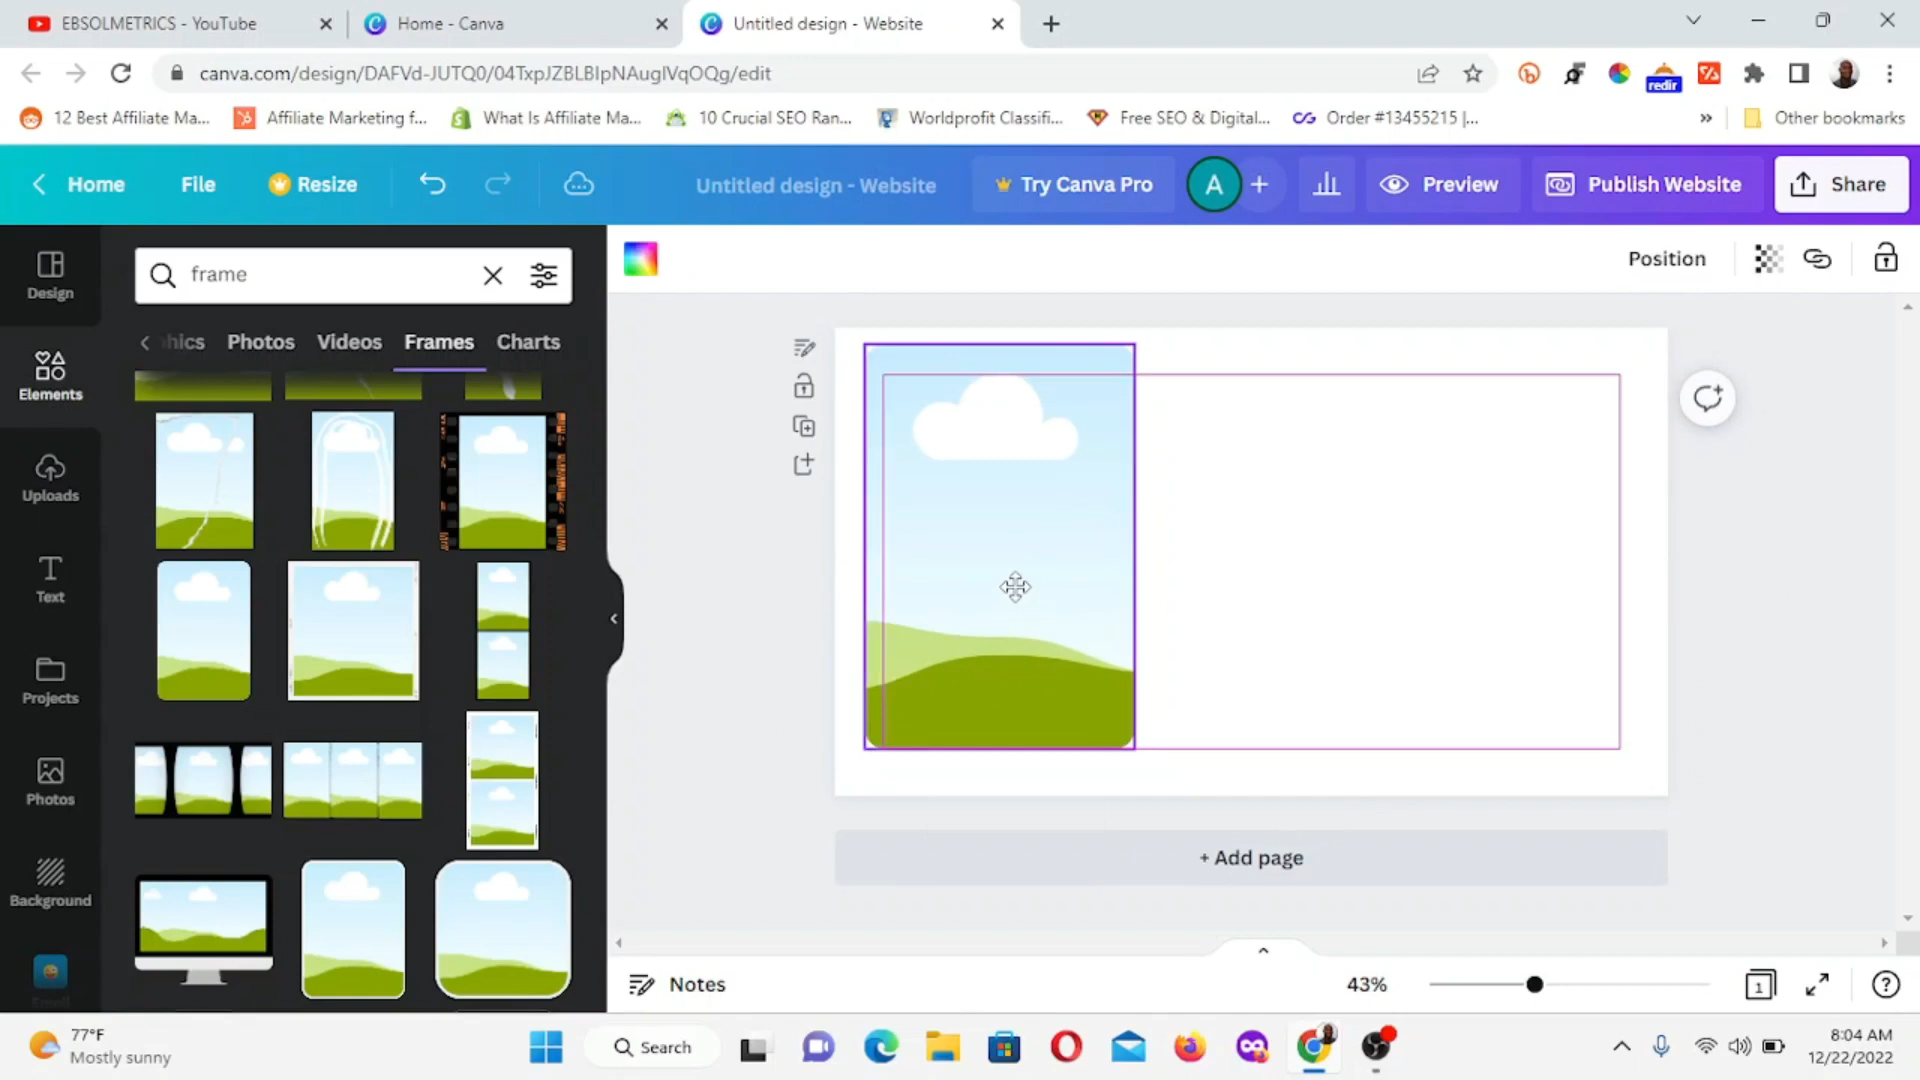 EBSOLMETRICS - YouTube
Home - Canva
Untitled design - Website
canva.com/design/DAFVd-JUTQ0/04TxpJZBLBIpNAugIVqOQg/edit
redir
12 Best Affiliate Ma...
Affiliate Marketing f...
What Is Affiliate Ma...
10 Crucial SEO Ran...
Worldprofit Classifi...
Free SEO & Digital...
Order #13455215 |...
»
Other bookmarks
Home
File
Resize
Untitled design - Website
Try Canva Pro
A
+
Preview
Publish Website
Share
Design
Elements
Uploads
Text
Projects
Photos
Background
Email
frame
hics
Photos
Videos
Frames
Charts
Position
+ Add page
Notes
43%
1
77°F
Mostly sunny
Search
8:04 AM
12/22/2022